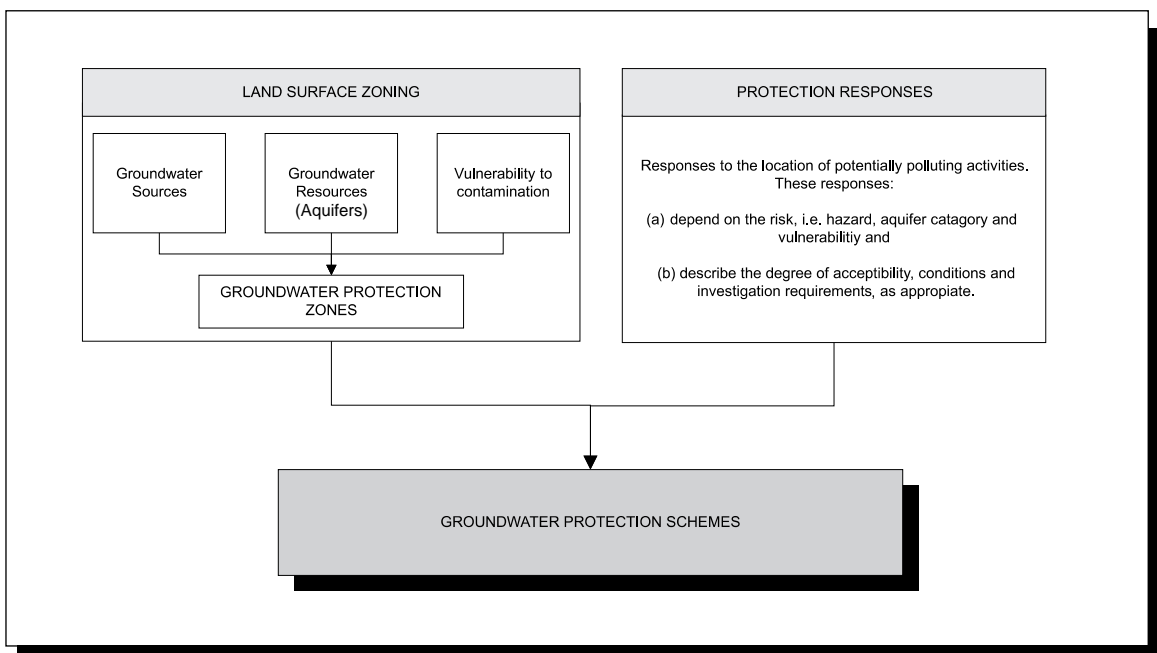 LAND SURFACE ZONING
Groundwater
Sources
Groundwater
Resources
(Aquifers)
Vulnerability to
contamination
GROUNDWATER PROTECTION
ZONES
PROTECTION RESPONSES
Responses to the location of potentially polluting activities.
These responses:
(a) depend on the risk, i.e. hazard, aquifer catagory and
vulnerabilitiy and
(b) describe the degree of acceptibility, conditions and
investigation requirements, as appropiate.
GROUNDWATER PROTECTION SCHEMES